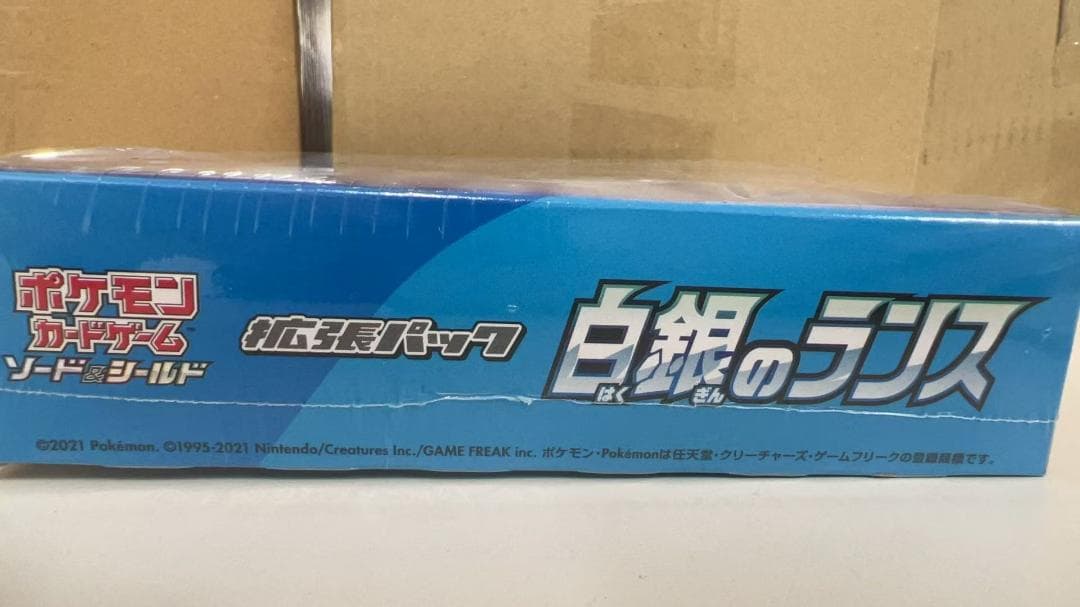 ポケモン
カードゲーム™
ソード&シールド
拡張パック
白銀のランス
はく ぎん
©2021 Pokémon. ©1995-2021 Nintendo/Creatures Inc./GAME FREAK inc. ポケモン・Pokémonは任天堂・クリーチャーズ・ゲームフリークの登録商標です。